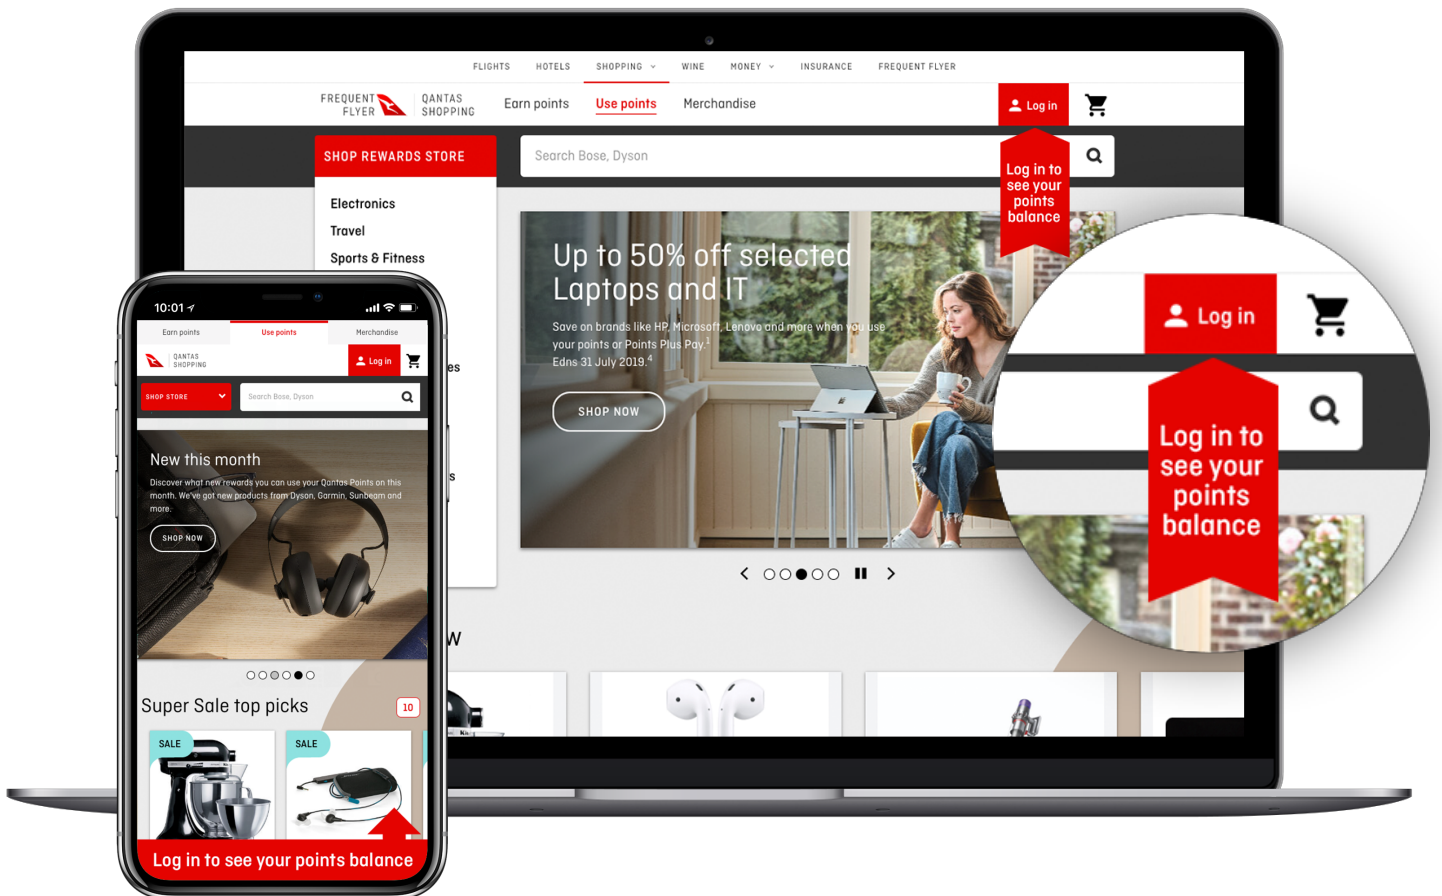 FLIGHTS HOTELS SHOPPING WINE MONEY INSURANCE FREQUENT FLYER
FREQUENT
FLYER
QANTAS
SHOPPING
Earn points Use points Merchandise
Log in
SHOP REWARDS STORE
Search Bose, Dyson
Log in to
see your
points
balance
Electronics
Travel
Sports & Fitness
es
s
Up to 50% off selected
Laptops and IT
Save on brands like HP, Microsoft, Lenovo and more when you use
your points or Points Plus Pay.1
Edns 31 July 2019.4
SHOP NOW
W
Log in
Log in to
see your
points
balance
10:01
Earn points Use points Merchandise
QANTAS
SHOPPING
Log in
SHOP STORE
Search Bose, Dyson
New this month
Discover what new rewards you can use your Qantas Points on this
month. We've got new products from Dyson, Garmin, Sunbeam and
more.
SHOP NOW
Super Sale top picks
10
SALE
SALE
Log in to see your points balance